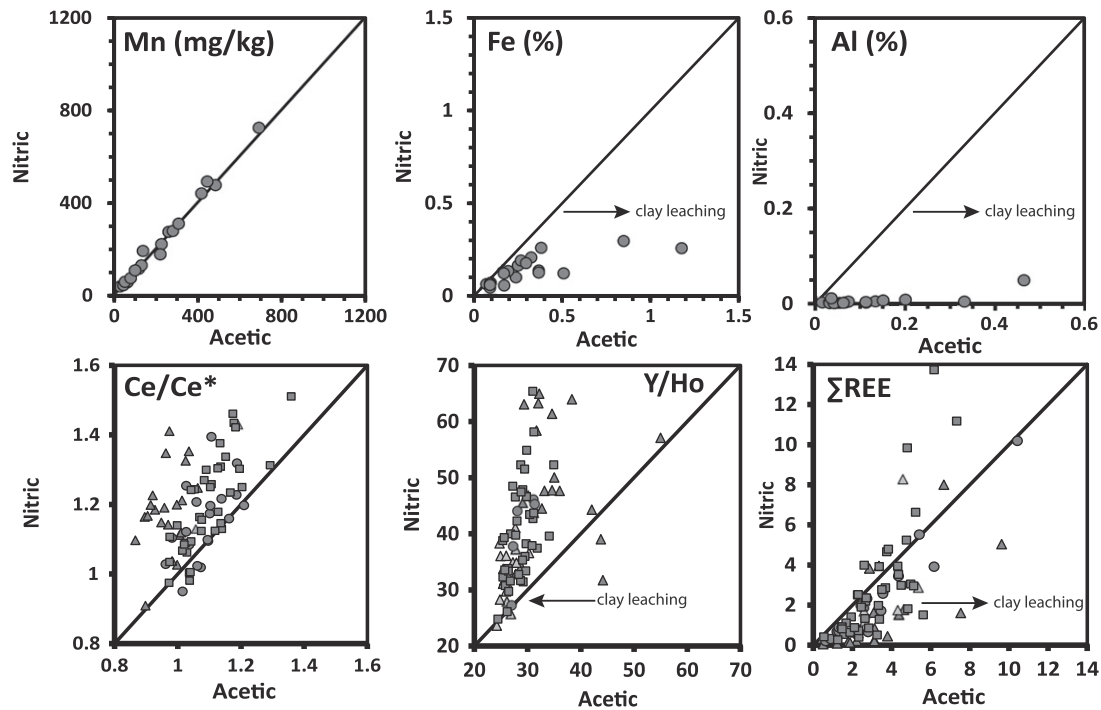 Mn (mg/kg)
Nitric
1200
800
400
0
0 400 800 1200
Acetic
Fe (%)
Nitric
1.5
1
0.5
0
clay leaching
0 0.5 1 1.5
Acetic
Al (%)
Nitric
0.6
0.4
0.2
0
clay leaching
0 0.2 0.4 0.6
Acetic
Ce/Ce*
Nitric
1.6
1.4
1.2
1
0.8
0.8 1 1.2 1.4 1.6
Acetic
Y/Ho
Nitric
70
60
50
40
30
20
clay leaching
20 30 40 50 60 70
Acetic
∑REE
Nitric
14
12
10
8
6
4
2
0
clay leaching
0 2 4 6 8 10 12 14
Acetic